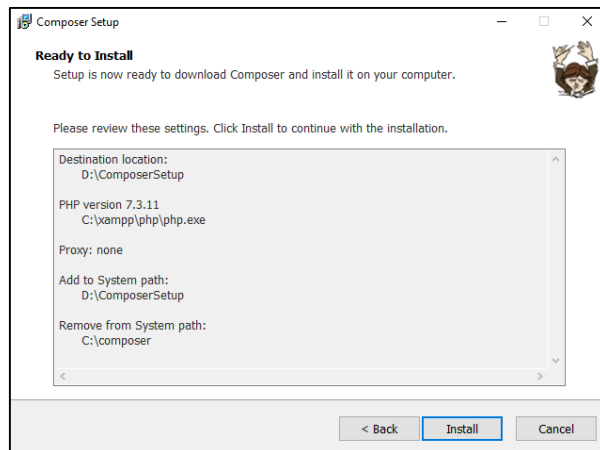 Composer Setup
Ready to Install
Setup is now ready to download Composer and install it on your computer.
Please review these settings. Click Install to continue with the installation.
Destination location:
D:\ComposerSetup
PHP version 7.3.11
C:\xampp\php\php.exe
Proxy: none
Add to System path:
D:\ComposerSetup
Remove from System path:
C:\composer
< Back Install Cancel